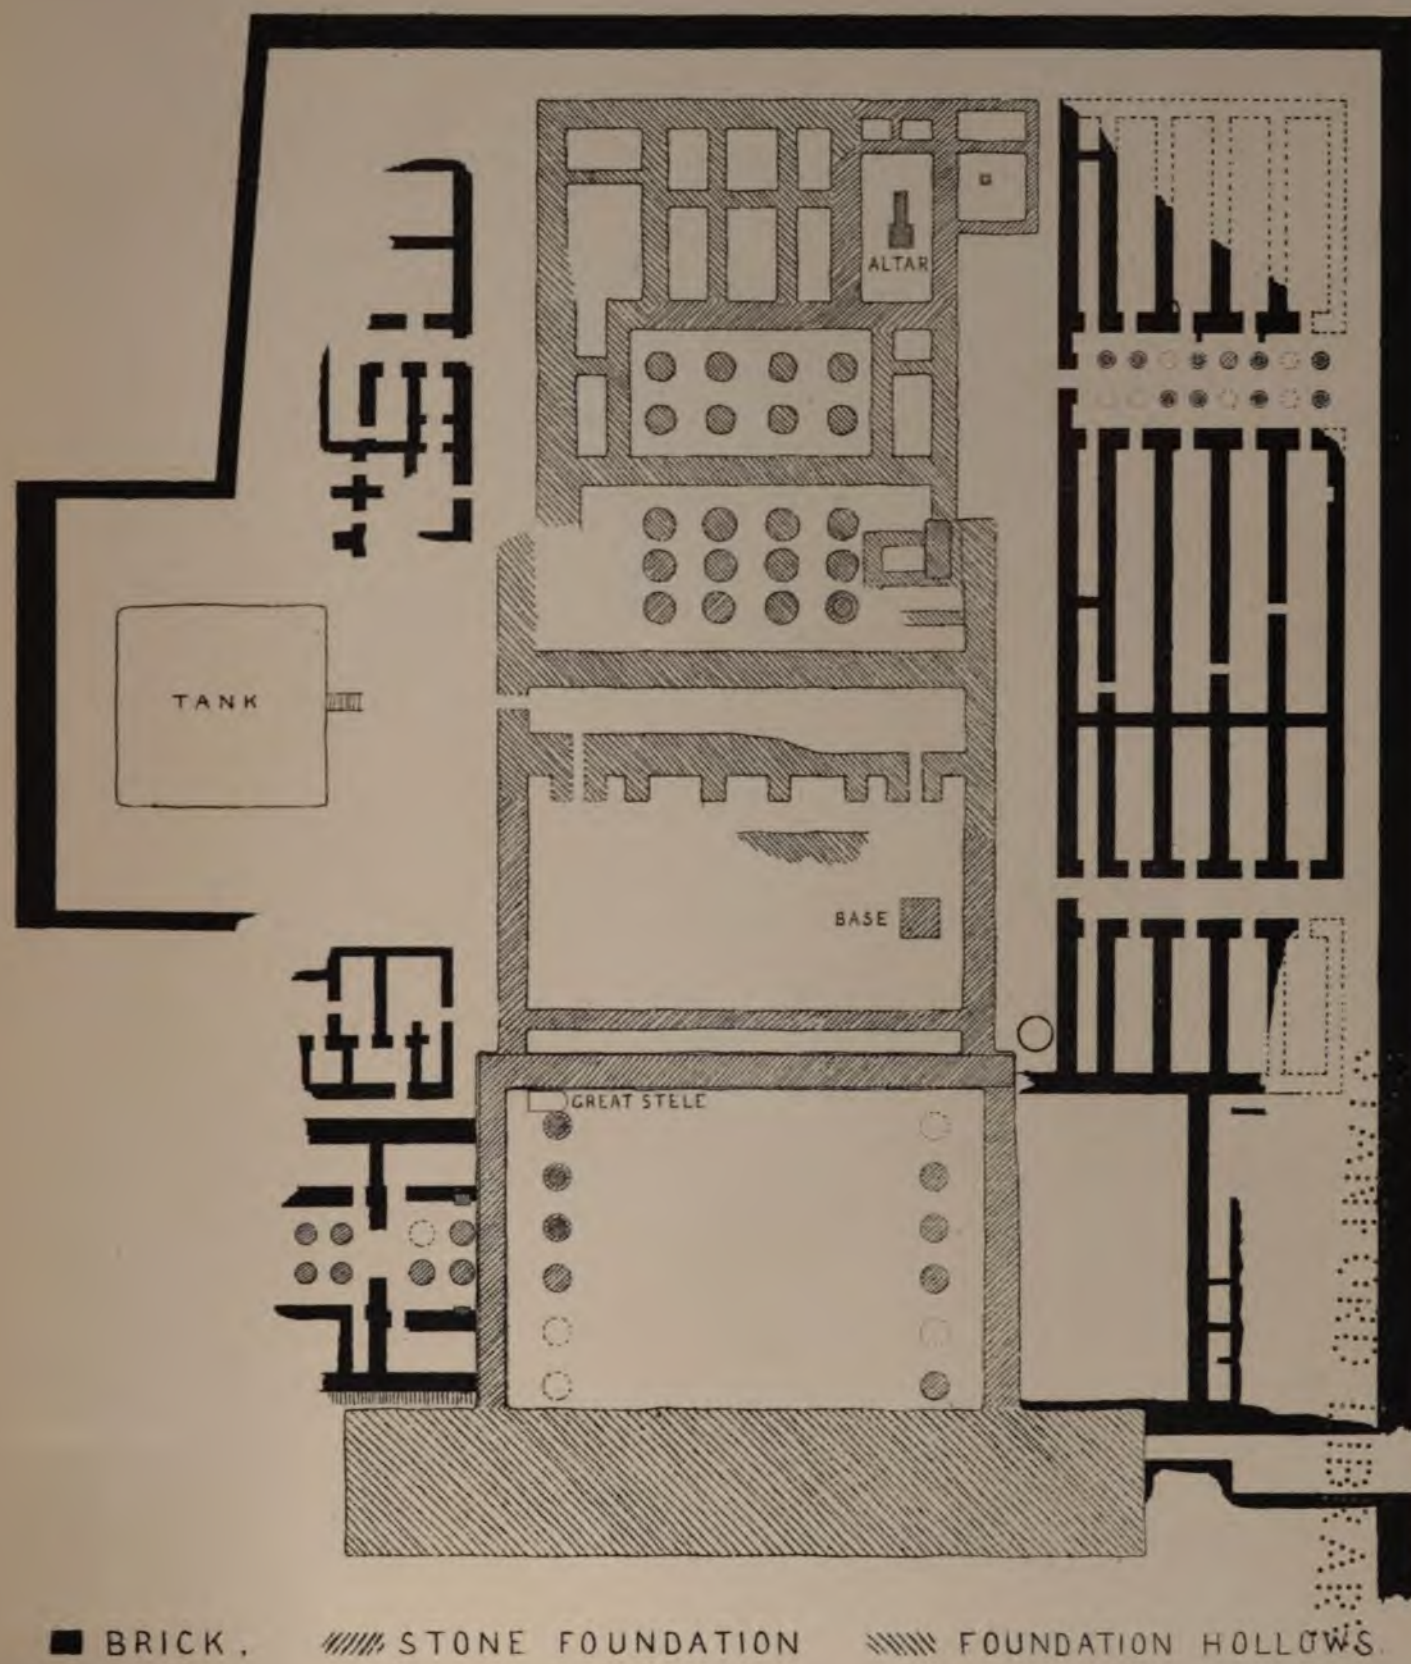 ALTAR
TANK
BASE
GREAT STELE
BRICK, STONE FOUNDATION FOUNDATION HOLLOWS.